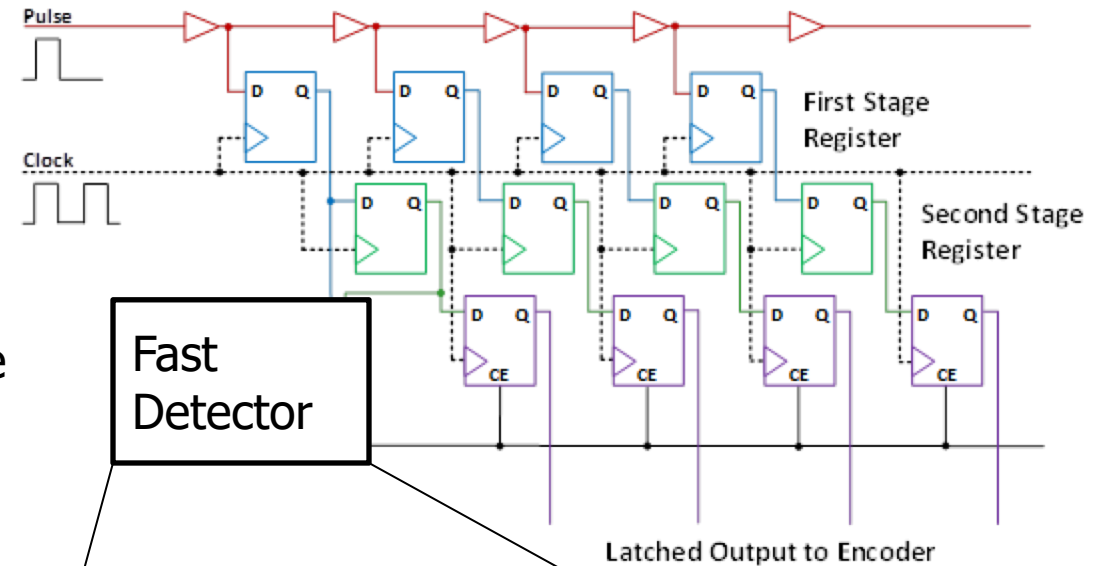 Pulse
D Q D Q D Q D Q
First Stage
Register
Clock
D Q D Q D Q D Q
Second Stage
Register
e
Fast
Detector
D Q D Q D Q D Q
CE CE CE CE
Latched Output to Encoder